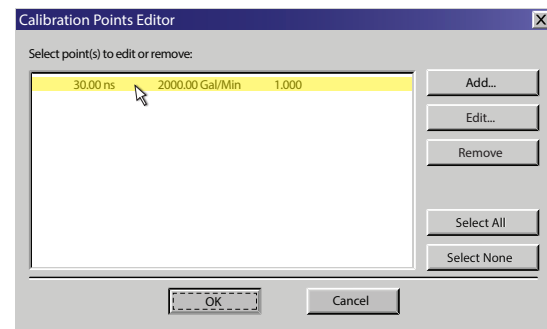 Calibration Points Editor
X
Select point(s) to edit or remove:
30.00 ns 2000.00 Gal/Min 1.000
Add...
Edit...
Remove
Select All
Select None
OK
Cancel